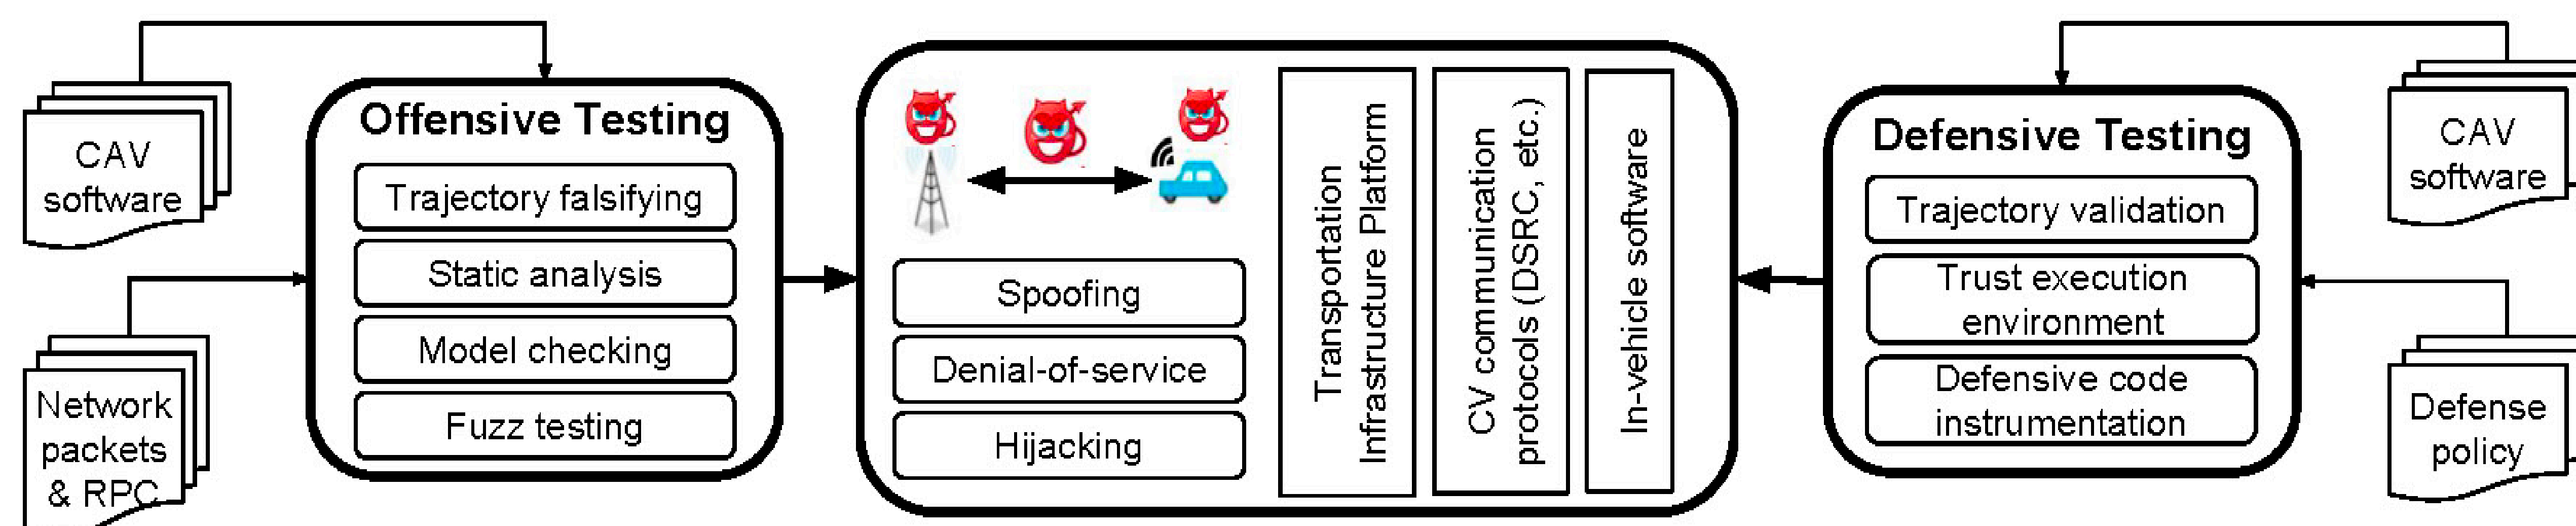 CAV
software
Network
packets
& RPC
Offensive Testing
Trajectory falsifying
Static analysis
Model checking
Fuzz testing
Spoofing
Denial-of-service
Hijacking
Transportation
Infrastructure Platform
CV communication
protocols (DSRC, etc.)
In-vehicle software
Defensive Testing
Trajectory validation
Trust execution
environment
Defensive code
instrumentation
CAV
software
Defense
policy